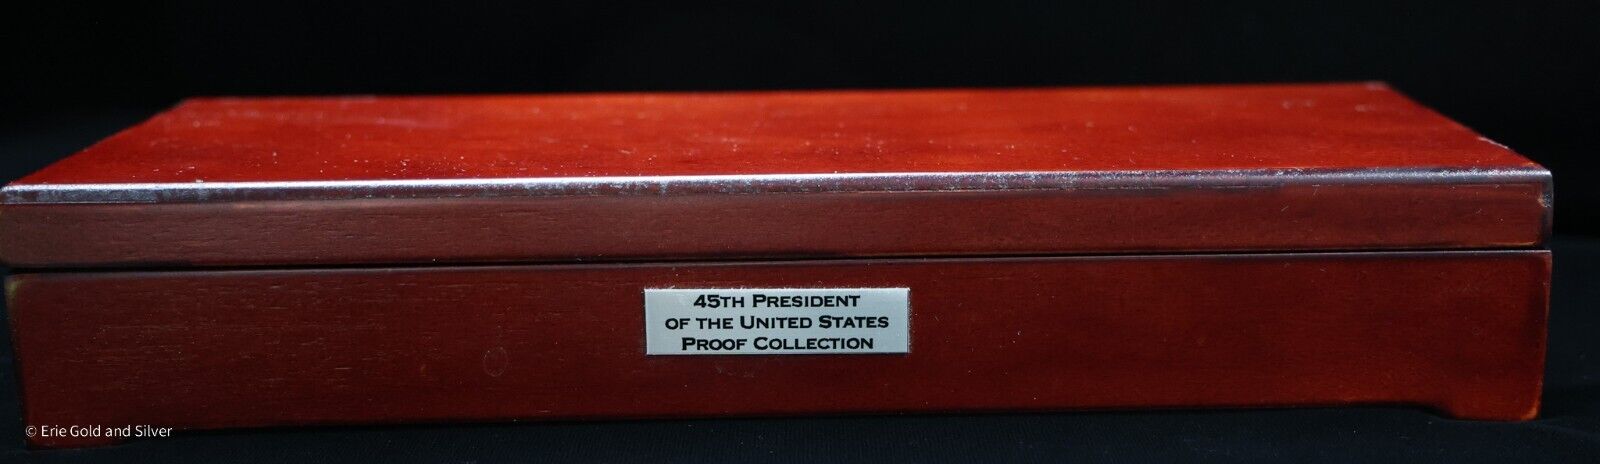 45TH PRESIDENT
OF THE UNITED STATES
PROOF COLLECTION
© Erie Gold and Silver